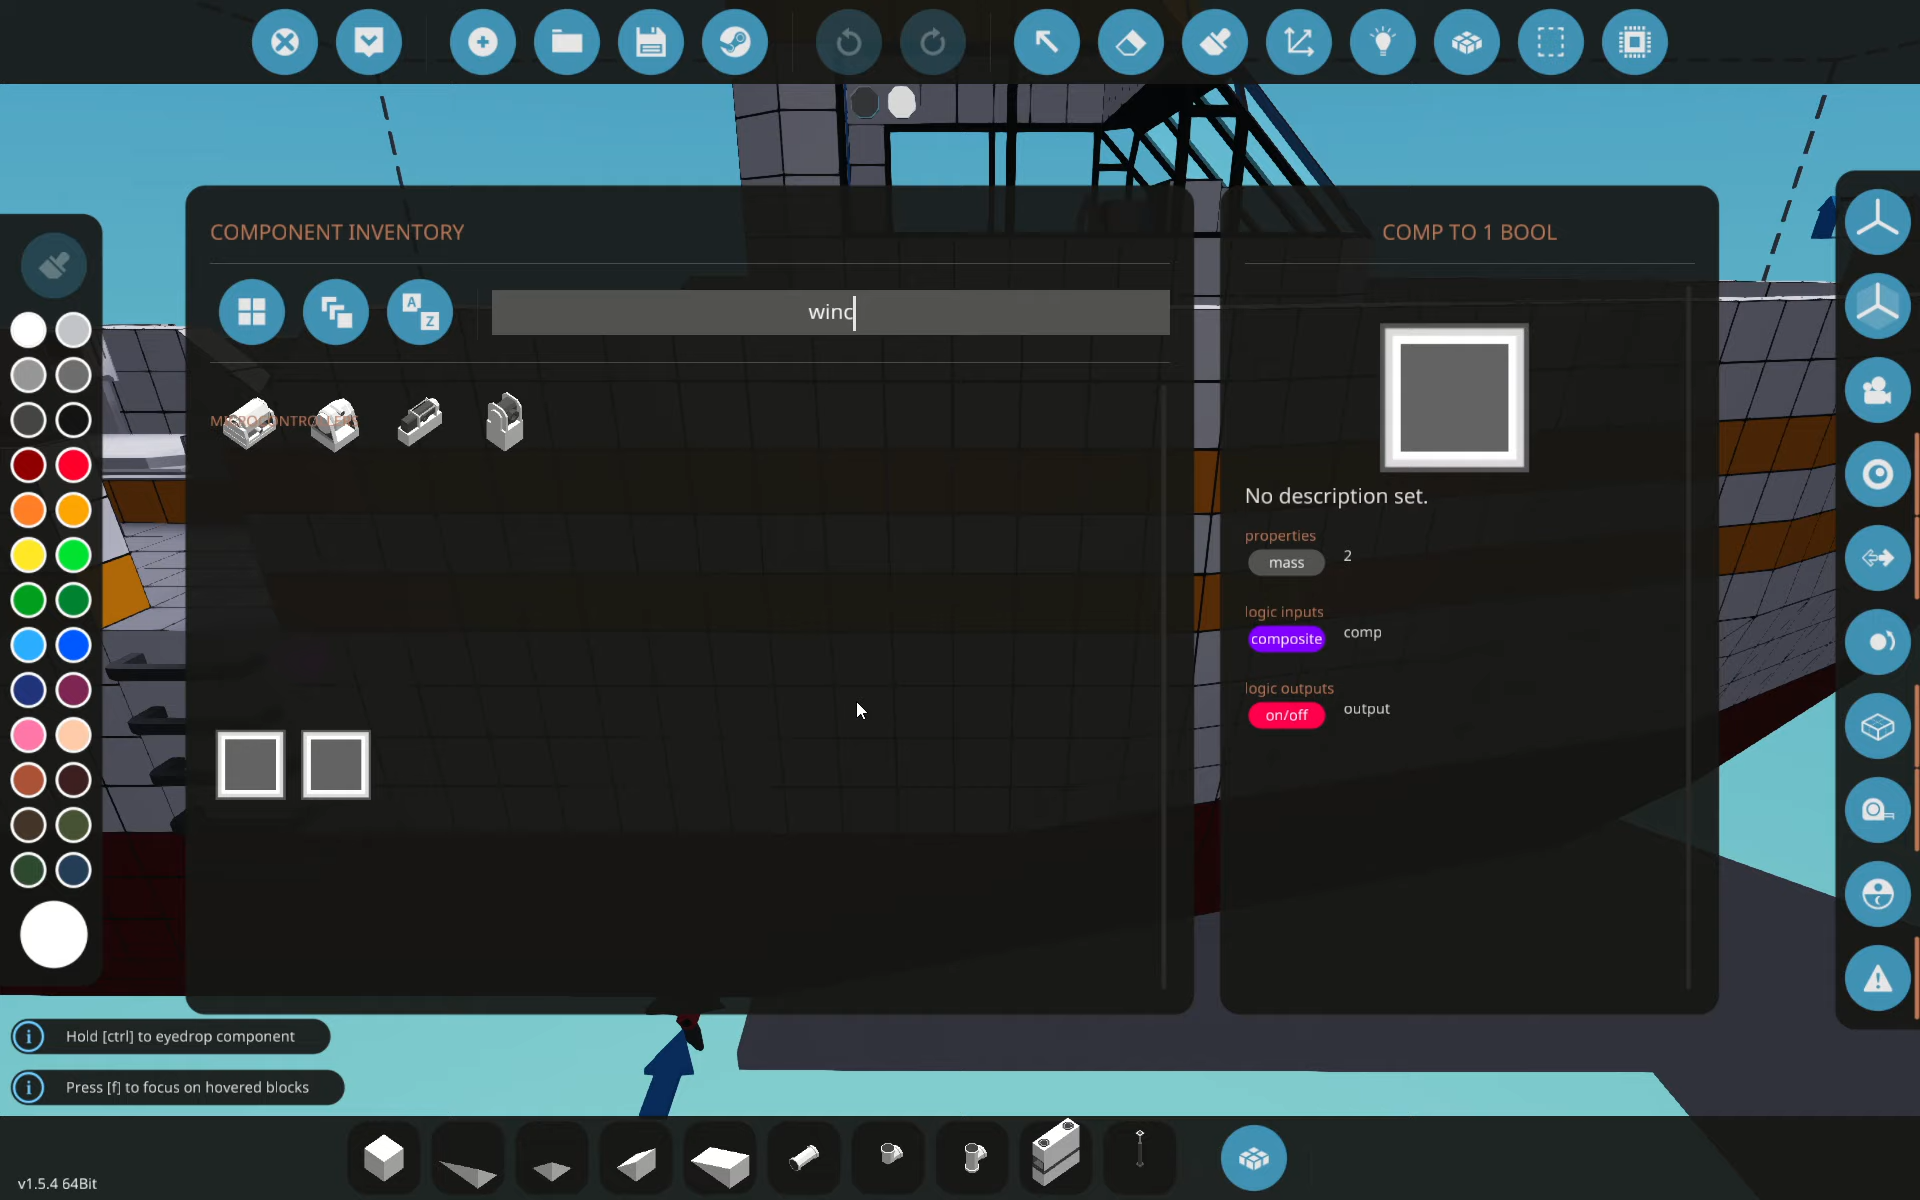 COMPONENT INVENTORY
A
Z
winc
MICROCONTROLLERS
COMP TO 1 BOOL
No description set.
properties
mass 2
logic inputs
composite comp
logic outputs
on/off output
Hold [ctrl] to eyedrop component
Press [f] to focus on hovered blocks
v1.5.4 64Bit